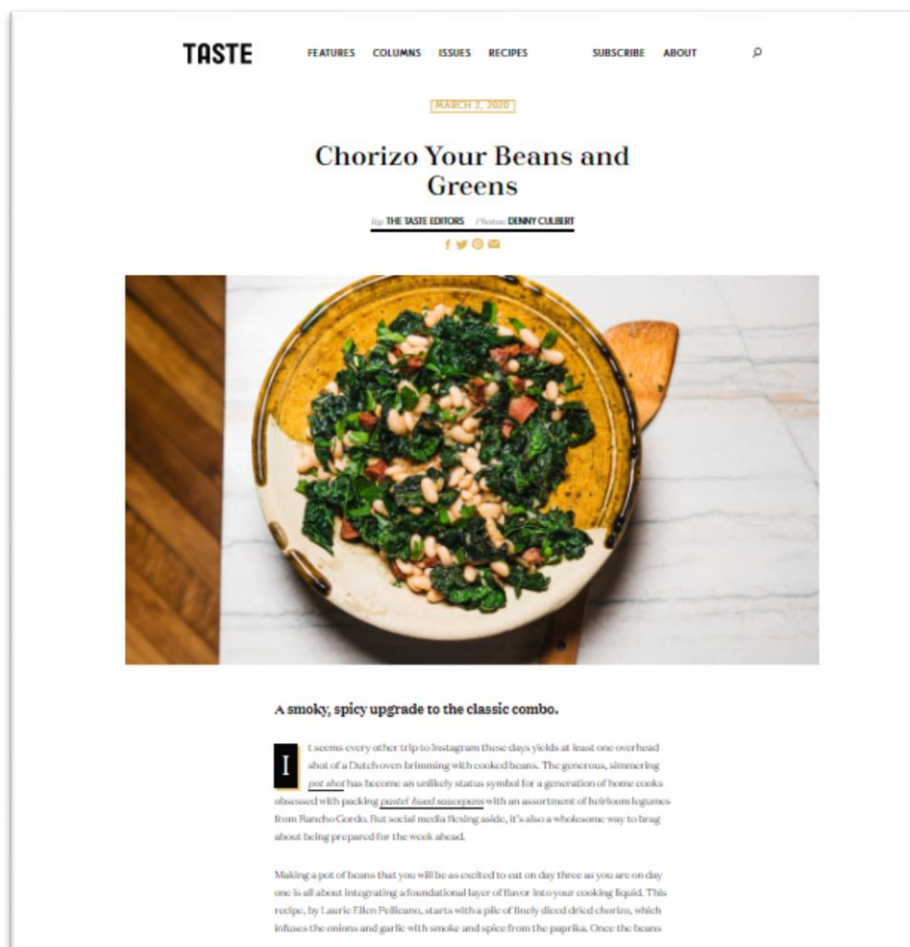 TASTE
FEATURES COLUMNS ISSUES RECIPES SUBSCRIBE ABOUT
MARCH 2, 2020
Chorizo Your Beans and
Greens
By: THE TASTE EDITORS Photos: DENNY CULBERT
A smoky, spicy upgrade to the classic combo.
It seems every other trip to Instagram these days yields at least one overhead
shot of a Dutch oven brimming with cooked beans. The generous, simmering
pot shot has become an unlikely status symbol for a generation of home cooks
obsessed with packing pastel-hued saucepans with an assortment of heirloom legumes
from Rancho Gordo. But social media flexing aside, it's also a wholesome way to brag
about being prepared for the week ahead.
Making a pot of beans that you will be as excited to eat on day three as you are on day
one is all about integrating a foundational layer of flavor into your cooking liquid. This
recipe, by Laurie Ellen Pellicano, starts with a pile of finely diced dried chorizo, which
infuses the onions and garlic with smoke and spice from the paprika. Once the beans